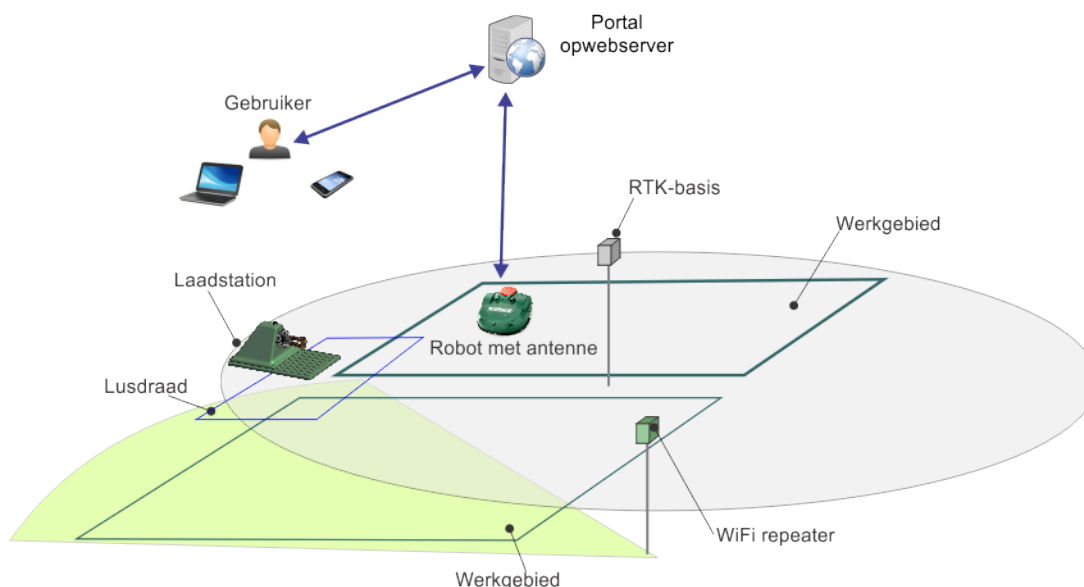 Portal
opwebserver
Gebruiker
RTK-basis
Werkgebied
Laadstation
Robot met antenne
Lusdraad
WiFi repeater
Werkgebied